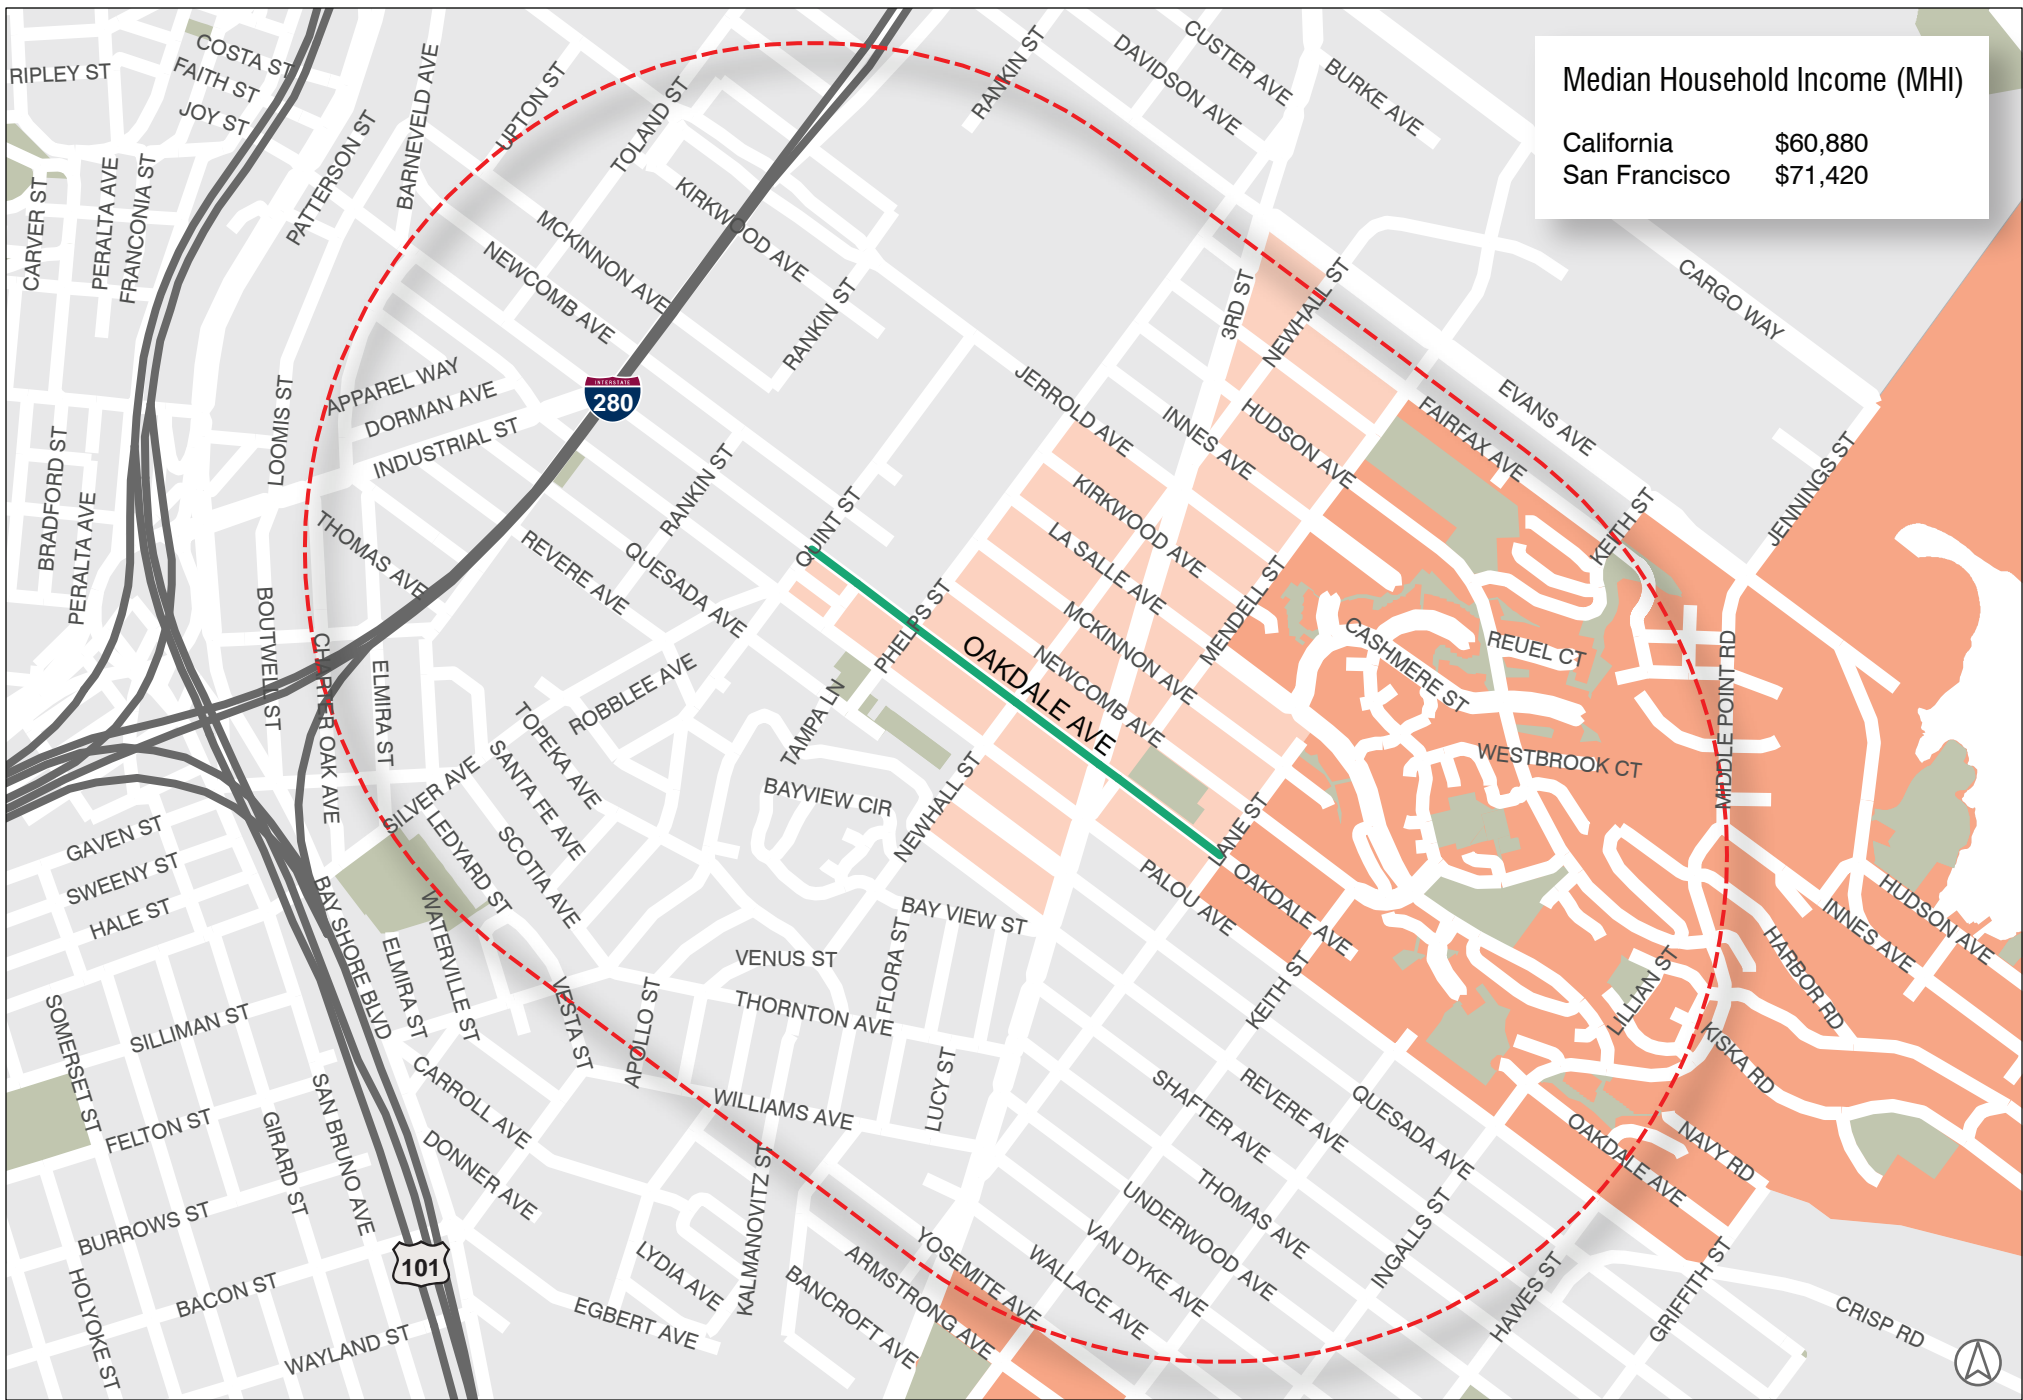 Median Household Income (MHI)
California $60,880
San Francisco $71,420
COSTA ST
RIPLEY ST
FAITH ST
JOY ST
CARVER ST
PERALTA AVE
FRANCONIA ST
PATTERSON ST
BARNEVELD AVE
UPTON ST
TOLAND ST
RANKIN ST
DAVIDSON AVE
CUSTER AVE
BURKE AVE
CARGO WAY
KIRKWOOD AVE
MCKINNON AVE
NEWCOMB AVE
RANKIN ST
3RD ST
NEWHALL ST
APPAREL WAY
DORMAN AVE
INDUSTRIAL ST
INTERSTATE
280
LOOMIS ST
BRADFORD ST
PERALTA AVE
JERROLD AVE
INNES AVE
HUDSON AVE
FAIRFAX AVE
EVANS AVE
JENNINGS ST
KEITH ST
THOMAS AVE
REVERE AVE
QUESADA AVE
RANKIN ST
QUINT ST
KIRKWOOD AVE
LA SALLE AVE
MCKINNON AVE
NEWCOMB AVE
MENDELL ST
PHELPS ST
OAKDALE AVE
CASHMERE ST
REUEL CT
WESTBROOK CT
MIDDLE POINT RD
BOUTWELL ST
CHARTER OAK AVE
ELMIRA ST
ROBBLEE AVE
TOPEKA AVE
SANTA FE AVE
SILVER AVE
LEDYARD ST
SCOTIA AVE
TAMPA LN
BAYVIEW CIR
NEWHALL ST
LANE ST
PALOU AVE
OAKDALE AVE
GAVEN ST
SWEENY ST
HALE ST
BAY SHORE BLVD
WATERVILLE ST
ELMIRA ST
BAY VIEW ST
VENUS ST
FLORA ST
THORNTON AVE
KEITH ST
LILLIAN ST
HARBOR RD
INNES AVE
HUDSON AVE
KISKA RD
SOMERSET ST
SILLIMAN ST
VESTA ST
APOLLO ST
LUCY ST
WILLIAMS AVE
CARROLL AVE
DONNER AVE
SHAFTER AVE
REVERE AVE
QUESADA AVE
OAKDALE AVE
NAVY RD
FELTON ST
GIRARD ST
SAN BRUNO AVE
BURROWS ST
101
HOLYOKE ST
BACON ST
WAYLAND ST
LYDIA AVE
EGBERT AVE
KALMANOVITZ ST
BANCROFT AVE
ARMSTRONG AVE
YOSEMITE AVE
WALLACE AVE
VAN DYKE AVE
UNDERWOOD AVE
THOMAS AVE
INGALLS ST
HAWES ST
GRIFFITH ST
CRISP RD